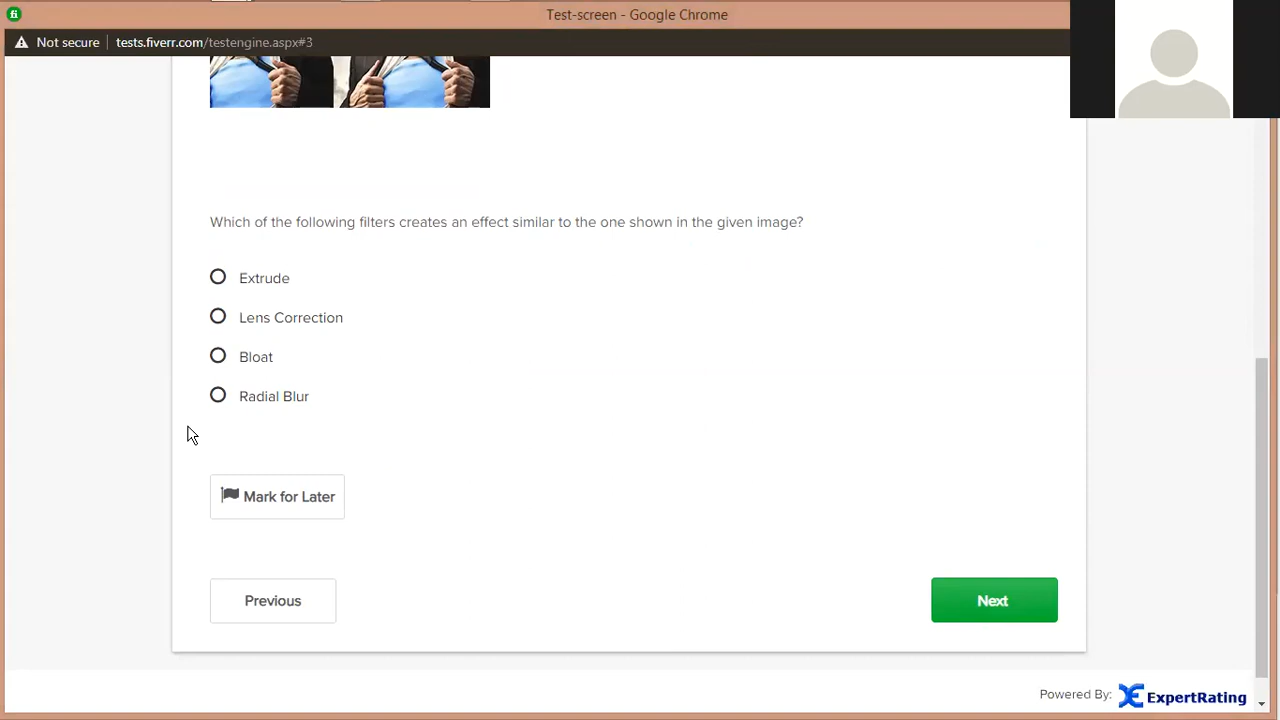 fi
Test-screen - Google Chrome
Not secure
tests.fiverr.com/testengine.aspx#3
Which of the following filters creates an effect similar to the one shown in the given image?
Extrude
Lens Correction
Bloat
Radial Blur
Mark for Later
Previous
Next
Powered By: ExpertRating